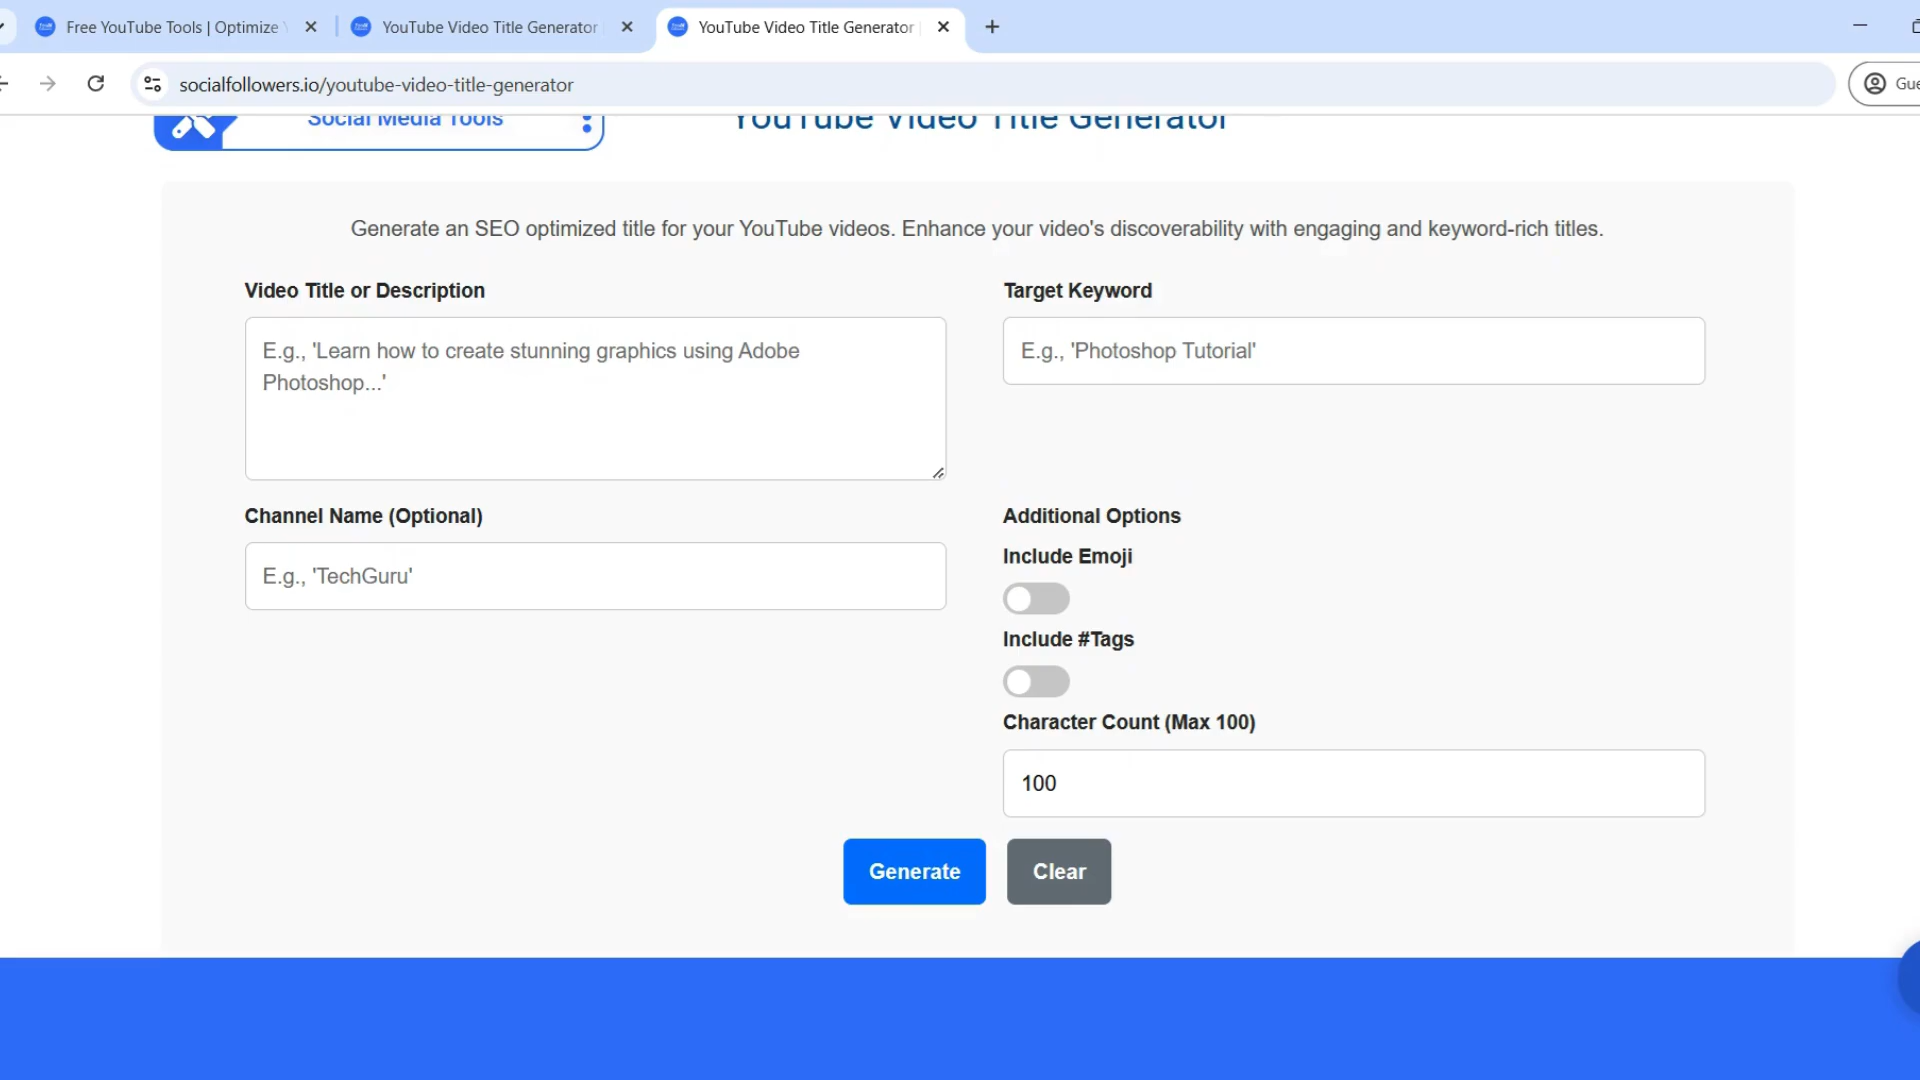 Free YouTube Tools | Optimize
YouTube Video Title Generator
YouTube Video Title Generator
socialfollowers.io/youtube-video-title-generator
Gue
Social Media Tools
YouTube Video Title Generator
Generate an SEO optimized title for your YouTube videos. Enhance your video's discoverability with engaging and keyword-rich titles.
Video Title or Description
Target Keyword
E.g., 'Learn how to create stunning graphics using Adobe
Photoshop...'
E.g., 'Photoshop Tutorial'
Channel Name (Optional)
Additional Options
E.g., 'TechGuru'
Include Emoji
Include #Tags
Character Count (Max 100)
100
Generate
Clear